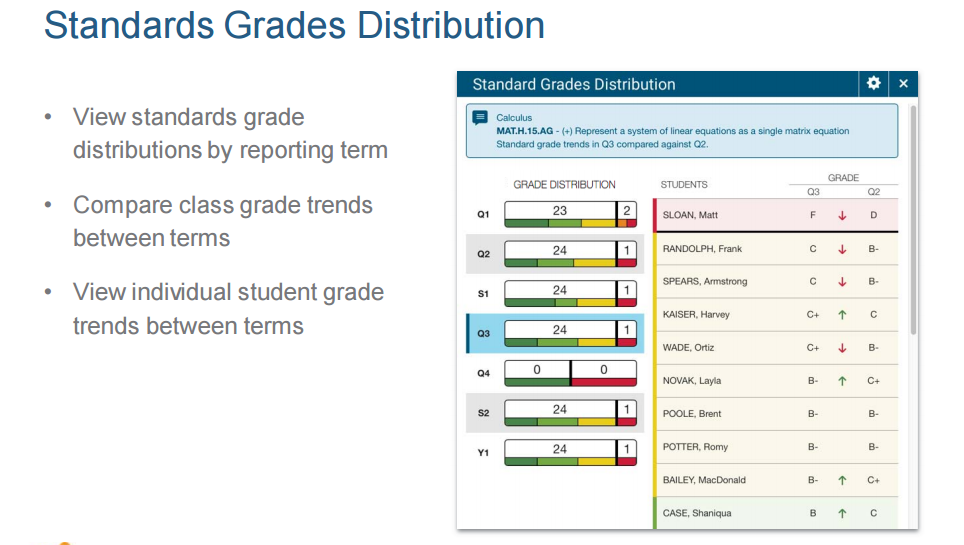 Standards Grades Distribution
• View standards grade
distributions by reporting term
• Compare class grade trends
between terms
• View individual student grade
trends between terms
Standard Grades Distribution
Calculus
MAT.H.15.AG - (+) Represent a system of linear equations as a single matrix equation
Standard grade trends in Q3 compared against Q2.
GRADE DISTRIBUTION
Q1 23 2
Q2 24 1
S1 24 1
Q3 24 1
Q4 0 0
S2 24 1
Y1 24 1
STUDENTS GRADE
Q3 Q2
SLOAN, Matt F ↓ D
RANDOLPH, Frank C ↓ B-
SPEARS, Armstrong C ↓ B-
KAISER, Harvey C+ ↑ C
WADE, Ortiz C+ ↓ B-
NOVAK, Layla B- ↑ C+
POOLE, Brent B- B-
POTTER, Romy B- B-
BAILEY, MacDonald B- ↑ C+
CASE, Shaniqua B ↑ C